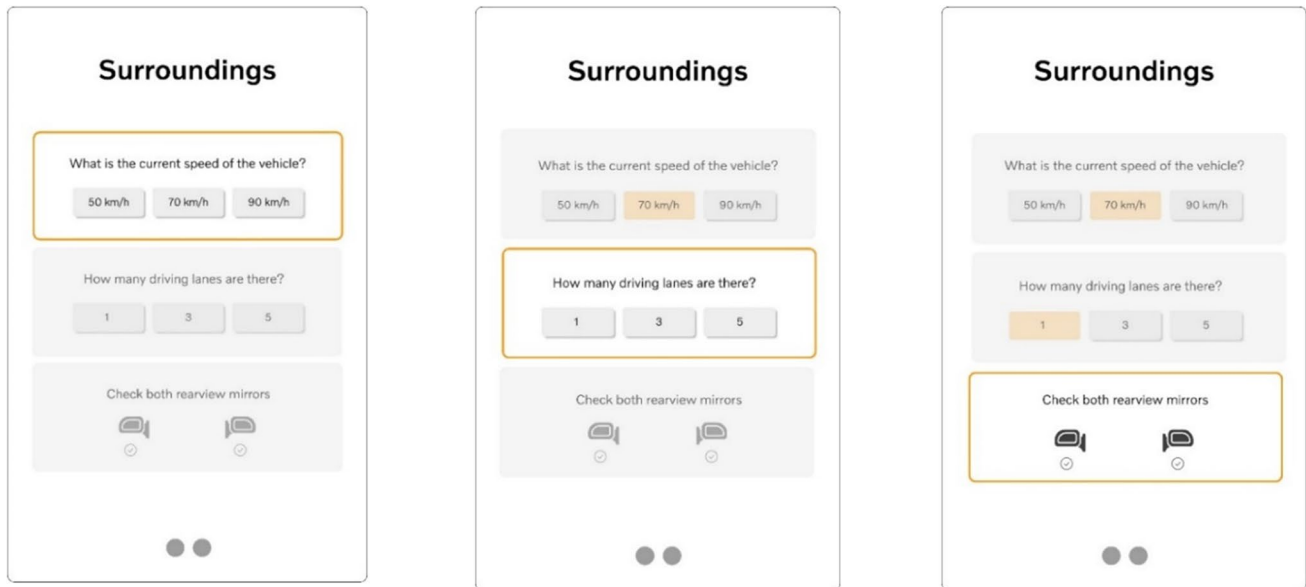 Surroundings
What is the current speed of the vehicle?
50 km/h 70 km/h 90 km/h
How many driving lanes are there?
1 3 5
Check both rearview mirrors
Surroundings
What is the current speed of the vehicle?
50 km/h 70 km/h 90 km/h
How many driving lanes are there?
1 3 5
Check both rearview mirrors
Surroundings
What is the current speed of the vehicle?
50 km/h 70 km/h 90 km/h
How many driving lanes are there?
1 3 5
Check both rearview mirrors